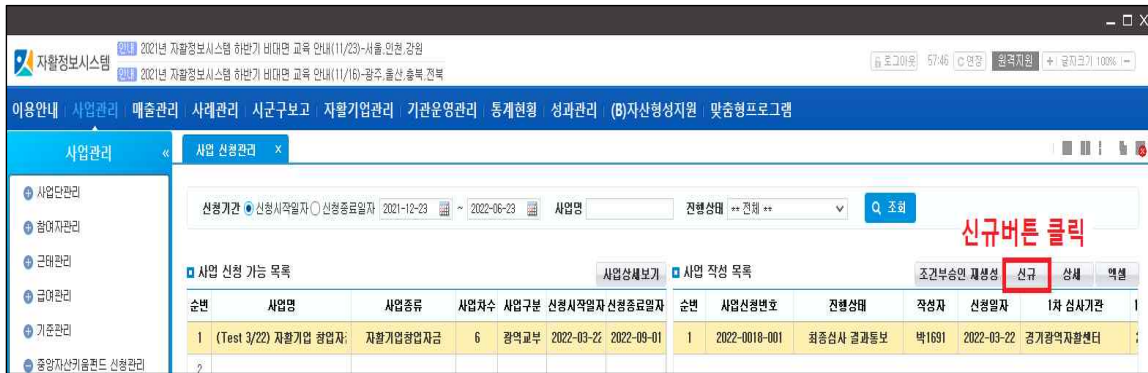 안내 2021년 자활정보시스템 하반기 비대면 교육 안내(11/23)-서울,인천,강원
자활정보시스템
안내 2021년 자활정보시스템 하반기 비대면 교육 안내(11/16)-광주,울산,충북,전북
로그아웃 57:46 연장 원격지원 + 글자크기 100% -
이용안내 사업관리 매출관리 사례관리 시군구보고 자활기업관리 기관운영관리 통계현황 성과관리 (B)자산형성지원 맞춤형프로그램
사업관리 «
사업 신청관리 X
사업단관리
참여자관리
근태관리
급여관리
기준관리
중앙자산키움펀드 신청관리
신청기간 신청시작일자 신청종료일자 2021-12-23 ~ 2022-06-23 사업명 진행상태 ** 전체 ** 조회
신규버튼 클릭
사업 신청 가능 목록 사업상세보기
사업 작성 목록 조건부승인 재생성 신규 상세 엑셀
순번 사업명 사업종류 사업차수 사업구분 신청시작일자 신청종료일자
1 (Test 3/22) 자활기업 창업자 자활기업창업자금 6 광역교부 2022-03-22 2022-09-01
2
순번 사업신청번호 진행상태 작성자 신청일자 1차 심사기관
1 2022-0018-001 최종심사 결과통보 박1691 2022-03-22 경기광역자활센터